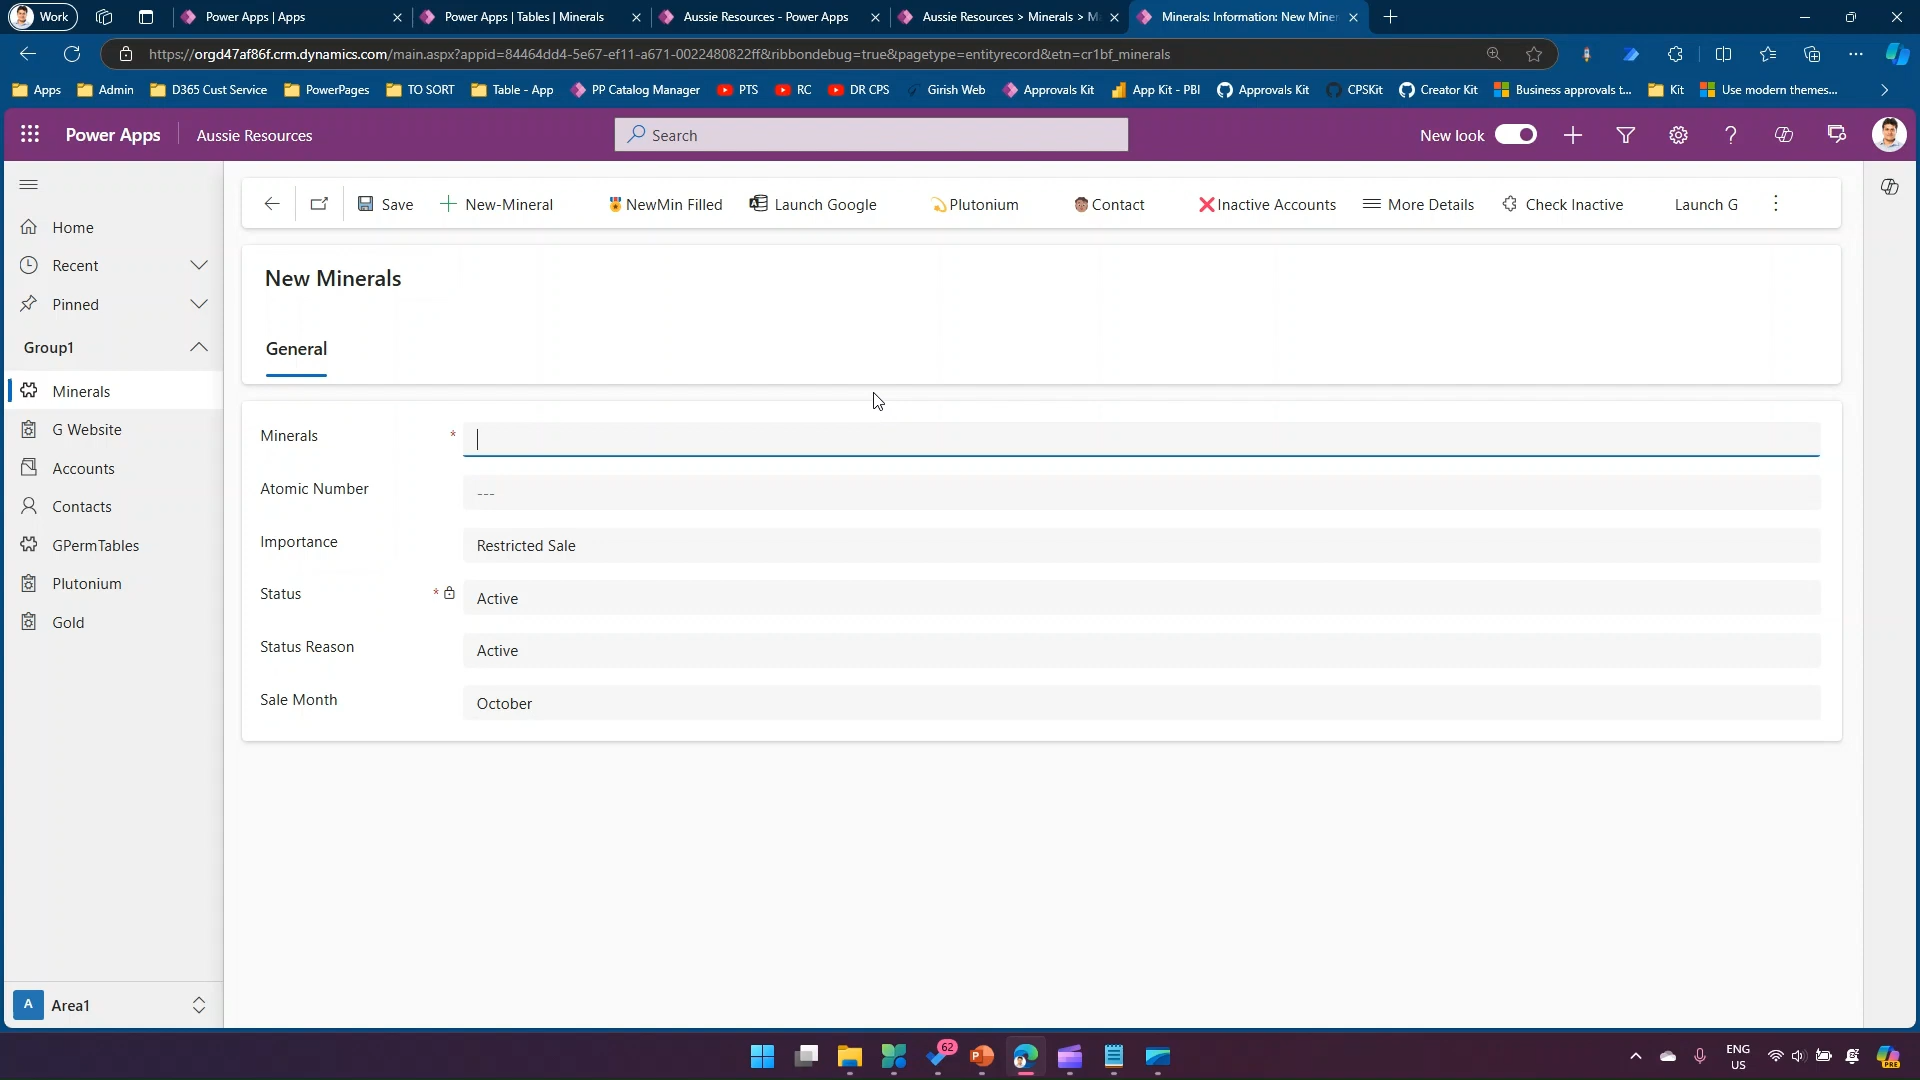 Work
Power Apps | Apps
Power Apps | Tables | Minerals
Aussie Resources - Power Apps
Aussie Resources > Minerals > M
Minerals: Information: New Miner
https://orgd47af86f.crm.dynamics.com/main.aspx?appid=84464dd4-5e67-ef11-a671-0022480822ff&ribbondebug=true&pagetype=entityrecord&etn=cr1bf_minerals
Apps
Admin
D365 Cust Service
PowerPages
TO SORT
Table - App
PP Catalog Manager
PTS
RC
DR CPS
Girish Web
Approvals Kit
App Kit - PBI
Approvals Kit
CPSKit
Creator Kit
Business approvals t...
Kit
Use modern themes...
Power Apps
Aussie Resources
Search
New look
Save
New-Mineral
NewMin Filled
Launch Google
Plutonium
Contact
Inactive Accounts
More Details
Check Inactive
Launch G
Home
Recent
Pinned
Group1
Minerals
G Website
Accounts
Contacts
GPermTables
Plutonium
Gold
A
Area1
New Minerals
General
Minerals *
Atomic Number
---
Importance
Restricted Sale
Status *
Active
Status Reason
Active
Sale Month
October
62
ENG
US
PRE